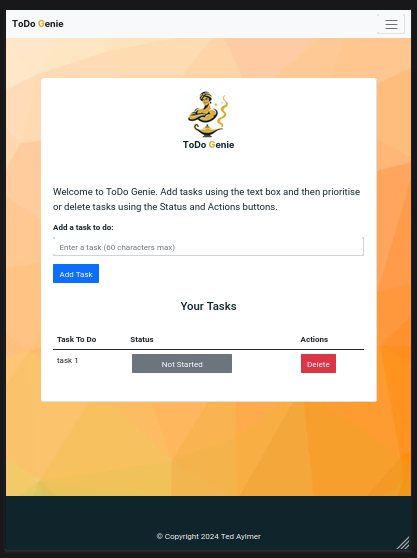 ToDo Genie
ToDo Genie
Welcome to ToDo Genie. Add tasks using the text box and then prioritise
or delete tasks using the Status and Actions buttons.
Add a task to do:
Enter a task (60 characters max)
Add Task
Your Tasks
Task To Do Status Actions
task 1 Not Started Delete
© Copyright 2024 Ted Aylmer